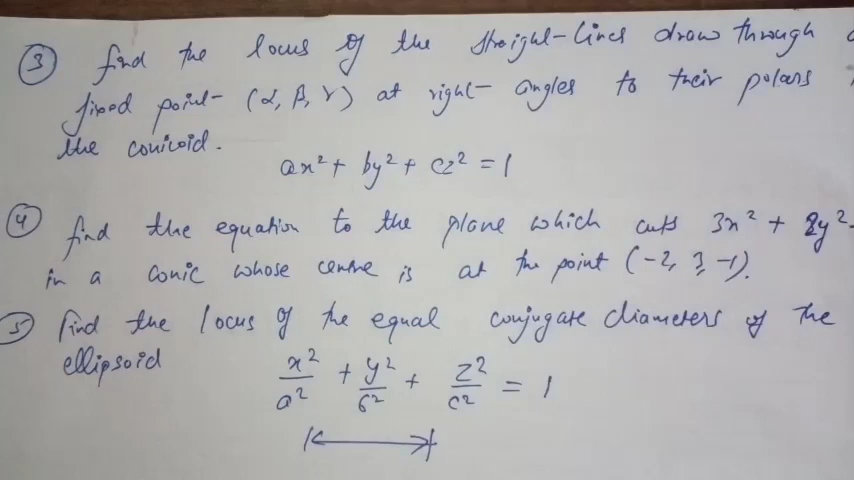 ③ find the locus of the straight-lines draw through
fixed point- (α, β, γ) at right- angles to their polars
the conicoid.
ax² + by² + cz² = 1
④ find the equation to the plane which cuts 3x² + 2y² -
in a conic whose centre is at the point (-2, 3, -1).
5 find the locus of the equal conjugate diameters of the
ellipsoid
x²/a² + y²/b² + z²/c² = 1